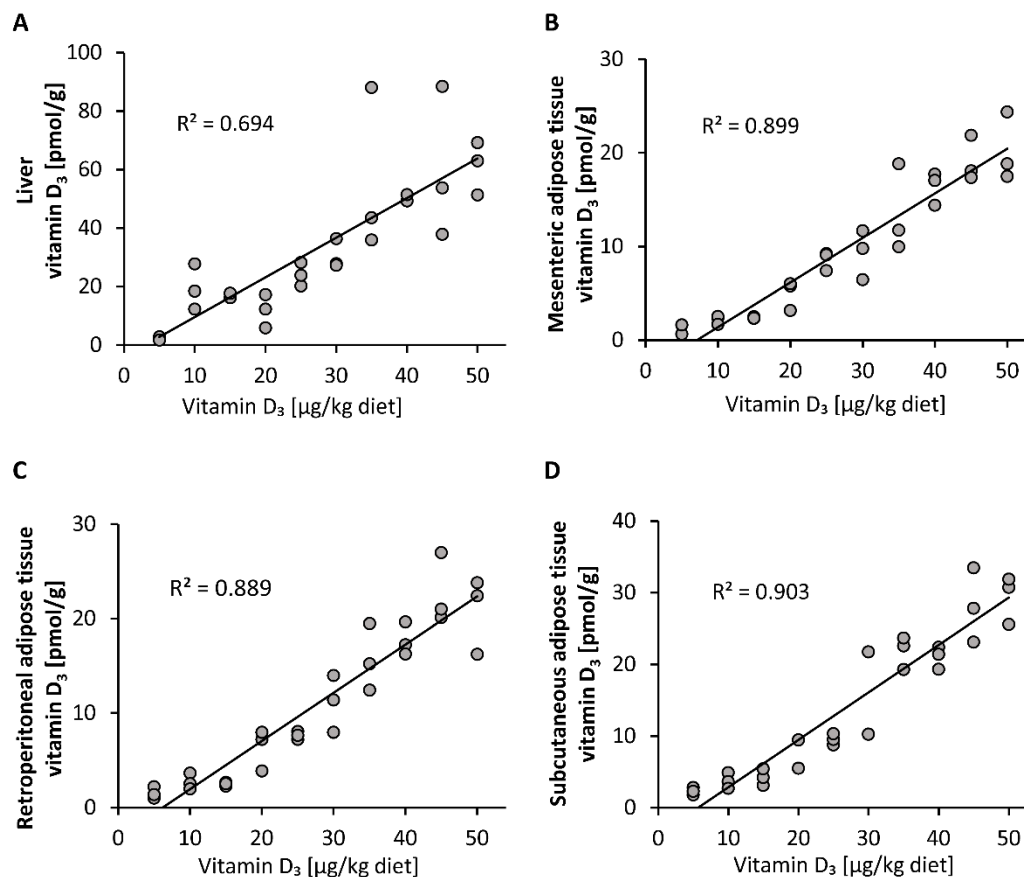 A
Liver
vitamin D₃ [pmol/g]
100
80
60
40
20
0
R² = 0.694
0 10 20 30 40 50
Vitamin D₃ [µg/kg diet]
B
Mesenteric adipose tissue
vitamin D₃ [pmol/g]
30
20
10
0
R² = 0.899
0 10 20 30 40 50
Vitamin D₃ [µg/kg diet]
C
Retroperitoneal adipose tissue
vitamin D₃ [pmol/g]
30
20
10
0
R² = 0.889
0 10 20 30 40 50
Vitamin D₃ [µg/kg diet]
D
Subcutaneous adipose tissue
vitamin D₃ [pmol/g]
40
30
20
10
0
R² = 0.903
0 10 20 30 40 50
Vitamin D₃ [µg/kg diet]